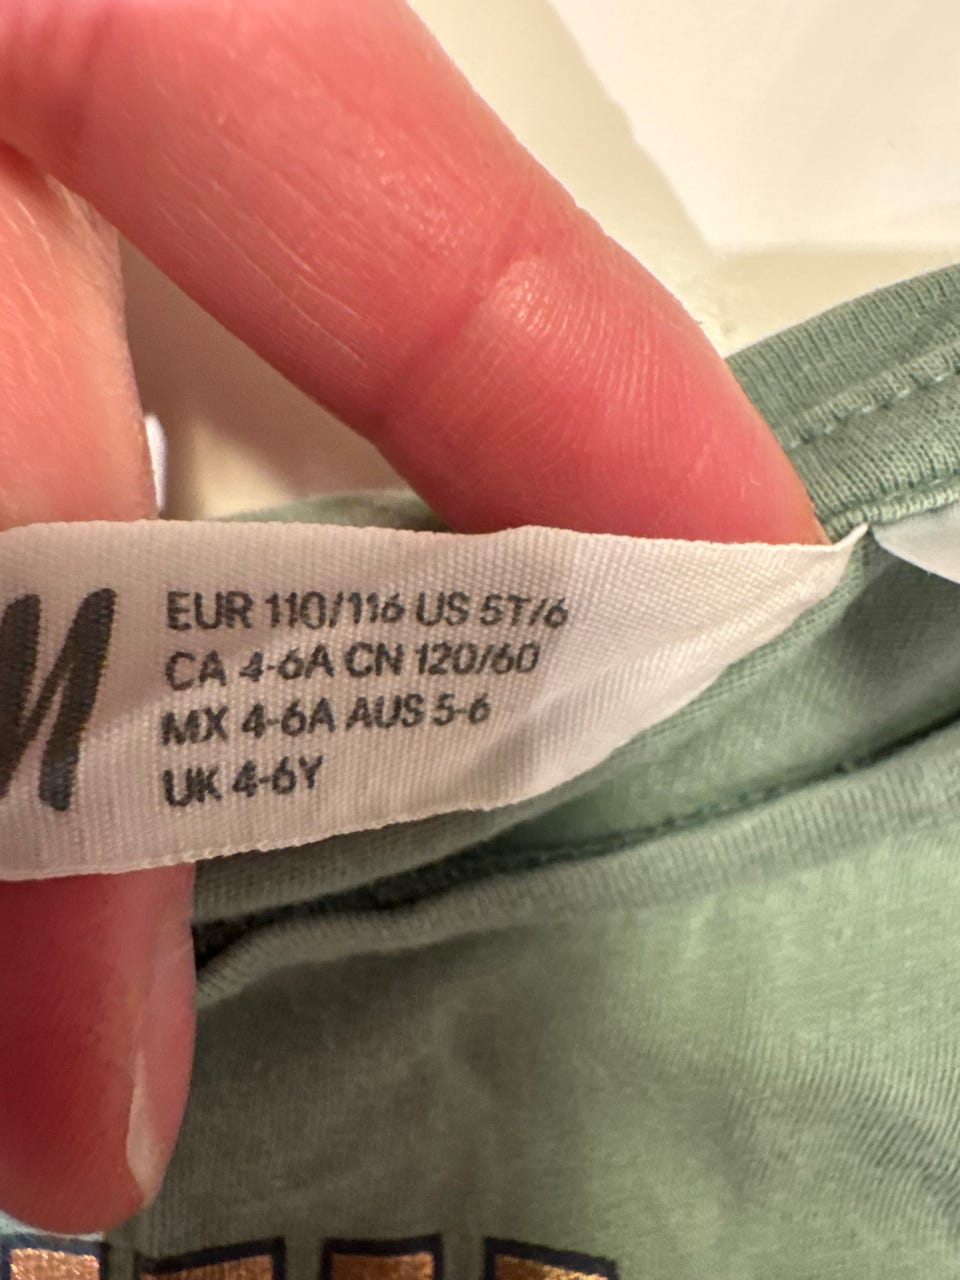 M
EUR 110/116 US 5T/6
CA 4-6A CN 120/60
MX 4-6A AUS 5-6
UK 4-6Y